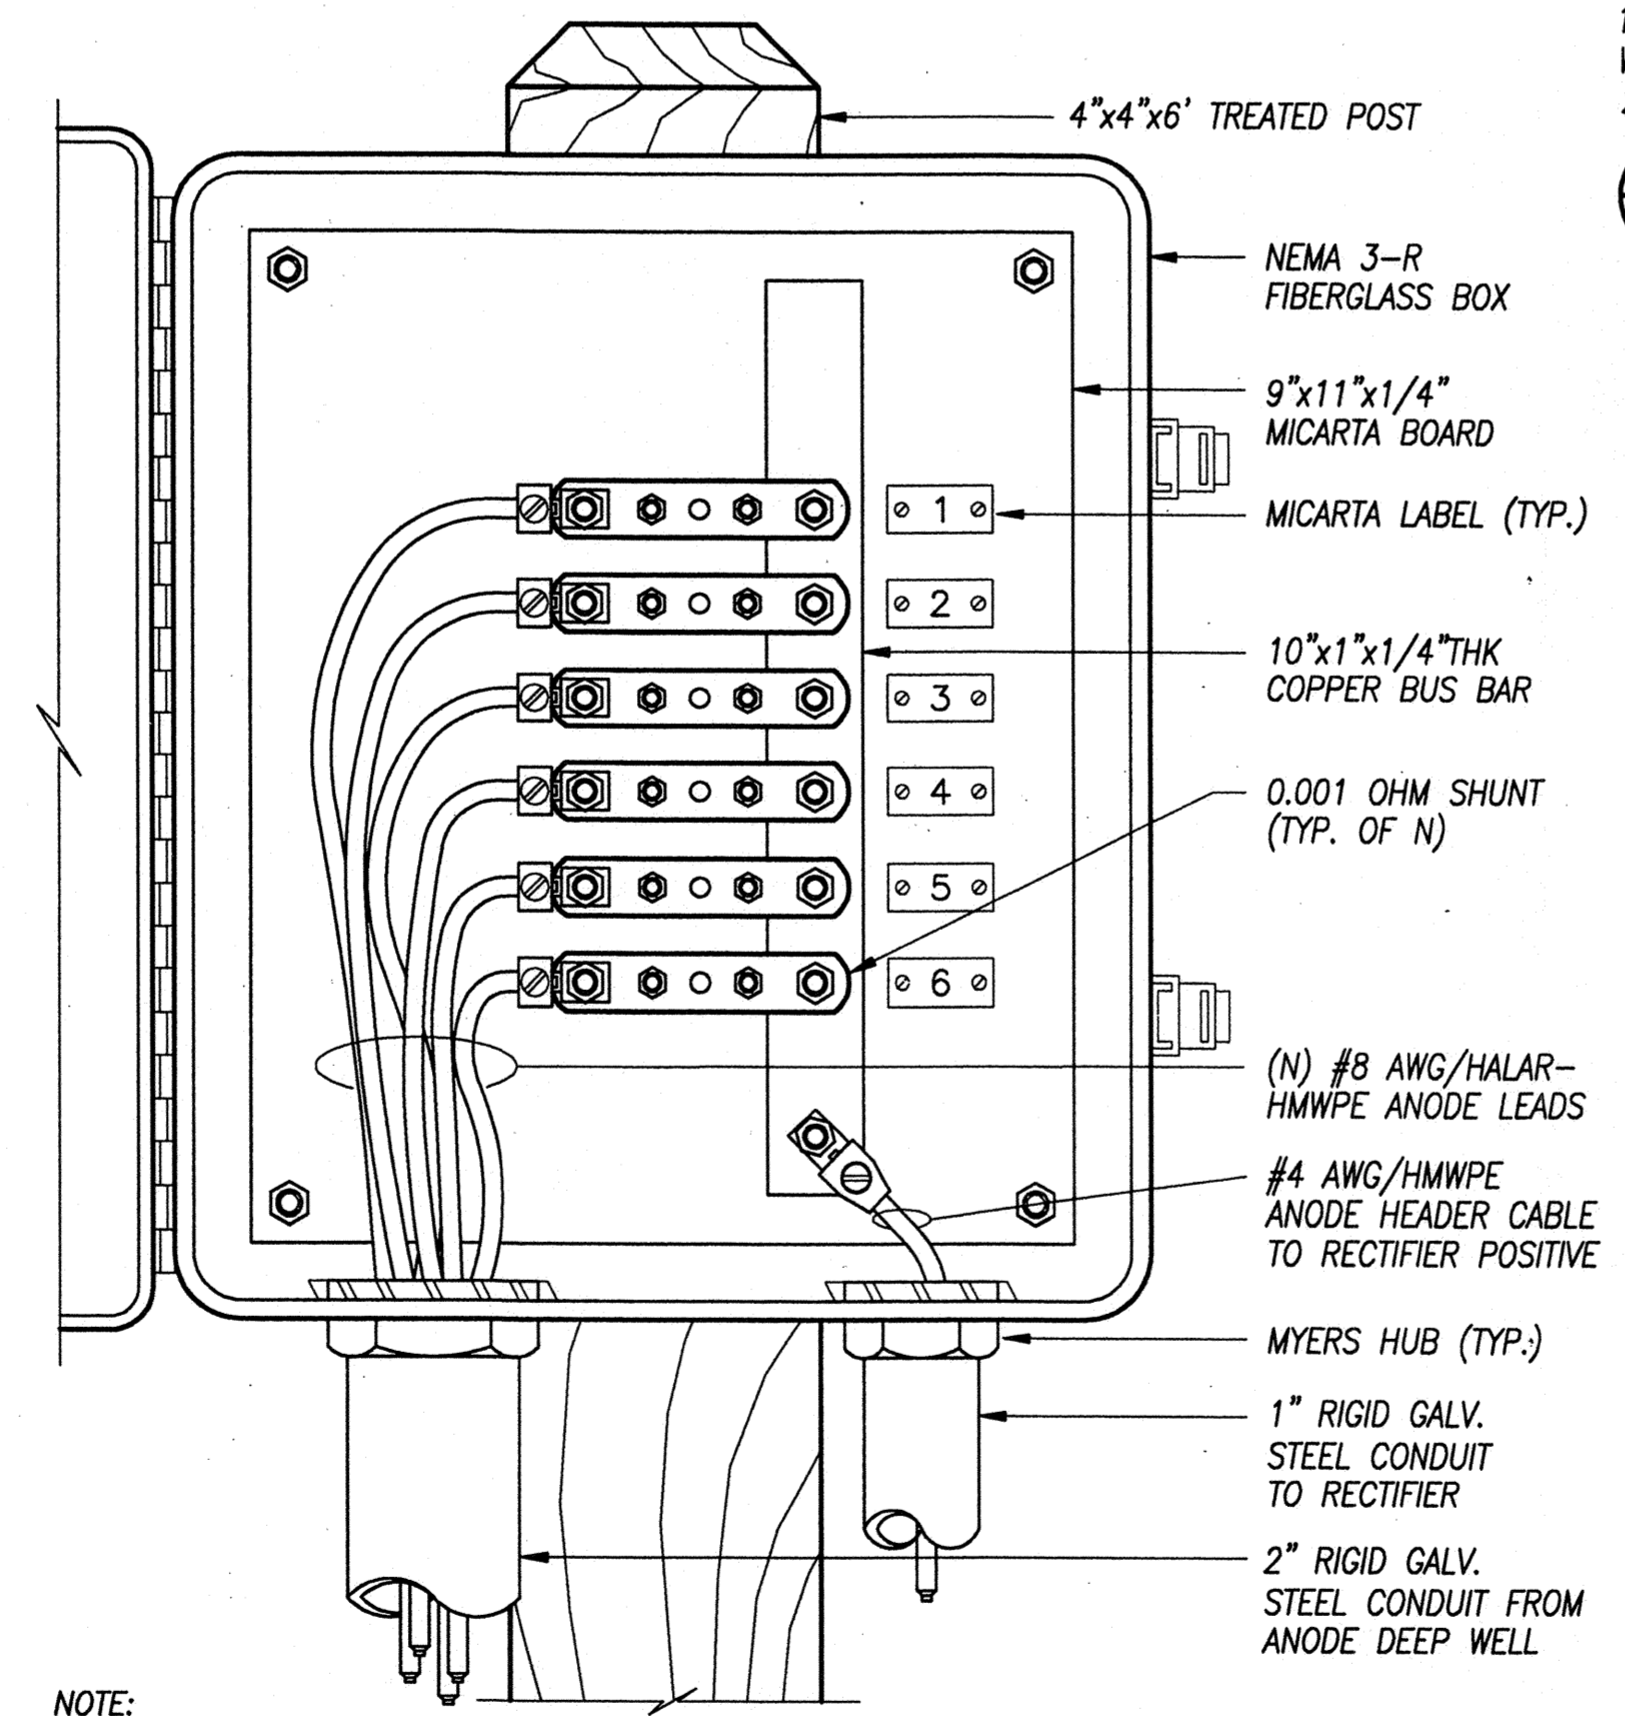 4"x4"x6' TREATED POST
NEMA 3-R
FIBERGLASS BOX
9"x11"x1/4"
MICARTA BOARD
1
MICARTA LABEL (TYP.)
2
10"x1"x1/4"THK
COPPER BUS BAR
3
4
0.001 OHM SHUNT
(TYP. OF N)
5
6
(N) #8 AWG/HALAR-
HMWPE ANODE LEADS
#4 AWG/HMWPE
ANODE HEADER CABLE
TO RECTIFIER POSITIVE
MYERS HUB (TYP.)
1" RIGID GALV.
STEEL CONDUIT
TO RECTIFIER
2" RIGID GALV.
STEEL CONDUIT FROM
ANODE DEEP WELL
NOTE: